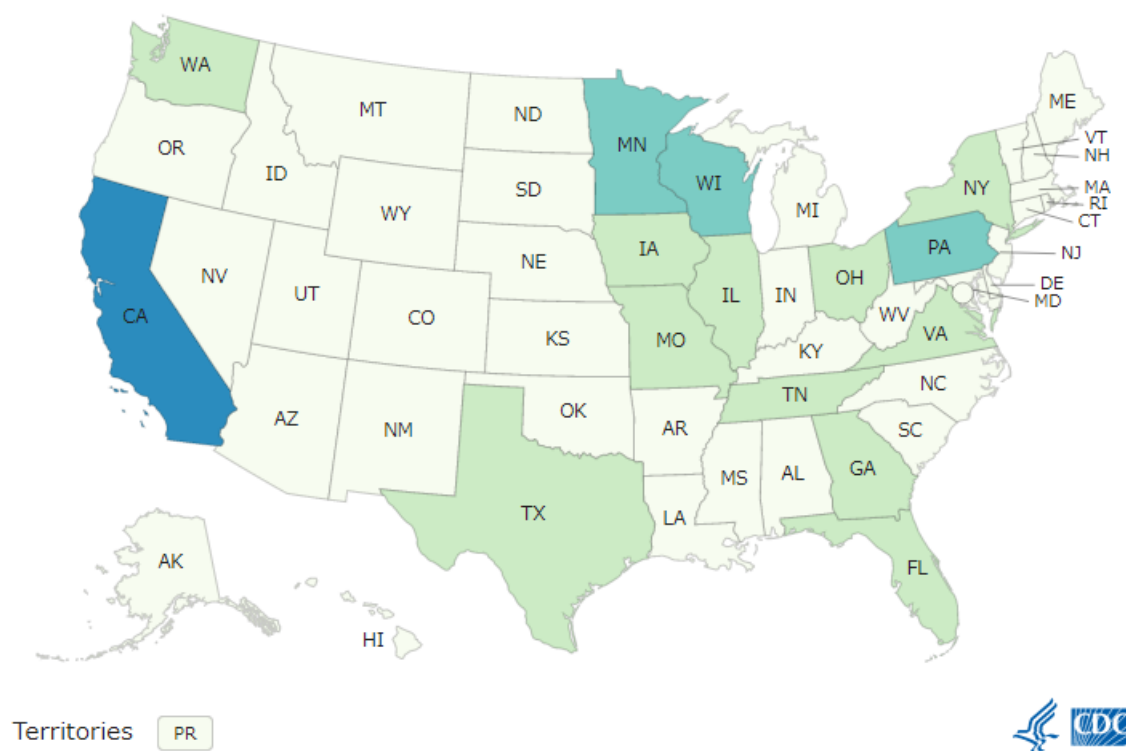 WA
MT
ND
ME
VT
NH
OR
ID
MN
SD
WI
NY
MA
RI
CT
WY
MI
IA
PA
NJ
NE
NV
UT
IL
IN
OH
DE
MD
CA
CO
WV
KS
MO
VA
KY
TN
NC
AZ
OK
NM
AR
SC
GA
MS
AL
TX
LA
FL
AK
HI
Territories PR
CDC